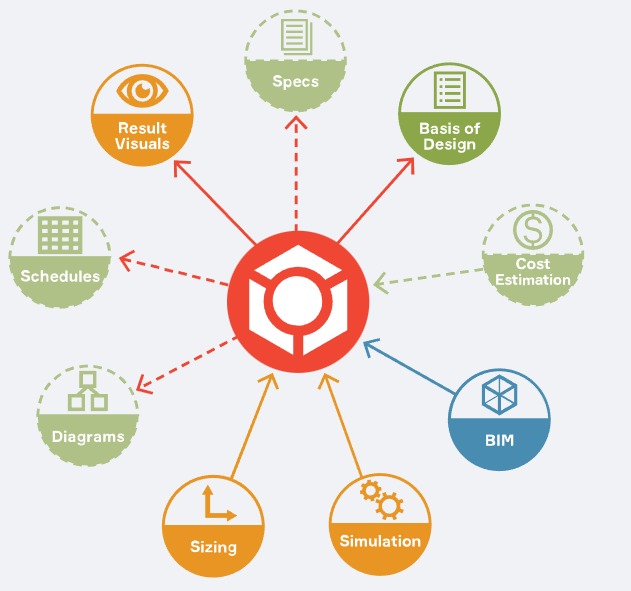 Specs
Result
Visuals
Basis of
Design
Schedules
Cost
Estimation
Diagrams
BIM
Sizing
Simulation